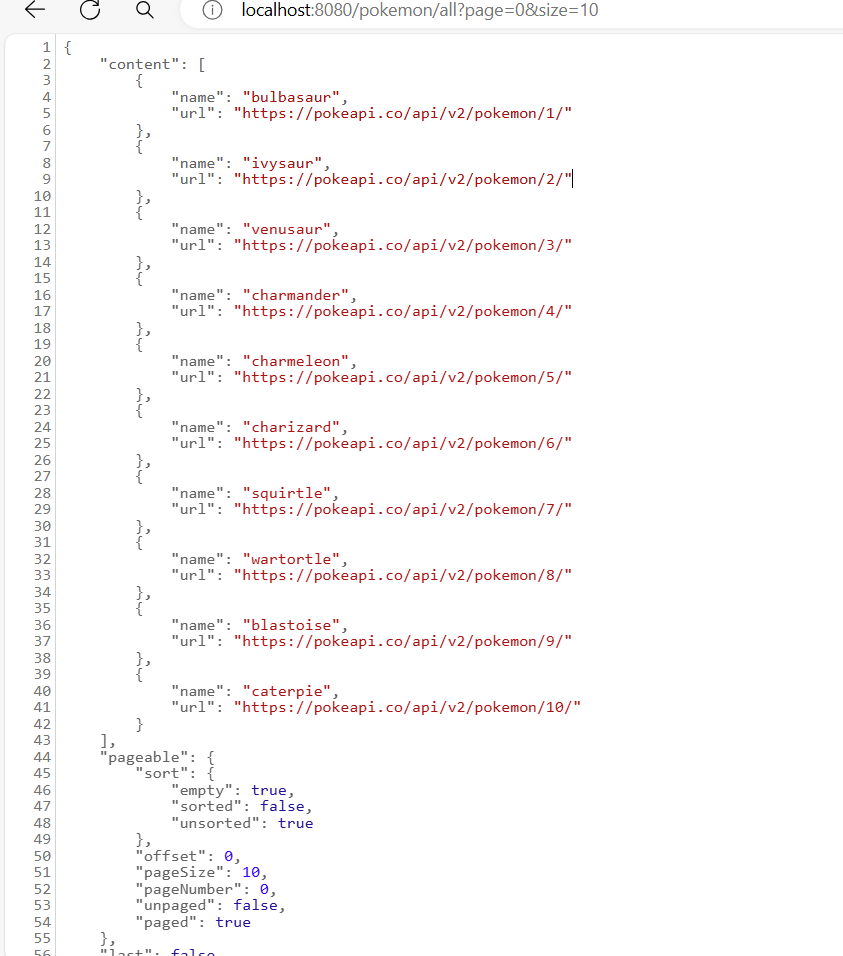 localhost:8080/pokemon/all?page=0&size=10
1 {
2     "content": [
3         {
4             "name": "bulbasaur",
5             "url": "https://pokeapi.co/api/v2/pokemon/1/"
6         },
7         {
8             "name": "ivysaur",
9             "url": "https://pokeapi.co/api/v2/pokemon/2/"
10         },
11         {
12             "name": "venusaur",
13             "url": "https://pokeapi.co/api/v2/pokemon/3/"
14         },
15         {
16             "name": "charmander",
17             "url": "https://pokeapi.co/api/v2/pokemon/4/"
18         },
19         {
20             "name": "charmeleon",
21             "url": "https://pokeapi.co/api/v2/pokemon/5/"
22         },
23         {
24             "name": "charizard",
25             "url": "https://pokeapi.co/api/v2/pokemon/6/"
26         },
27         {
28             "name": "squirtle",
29             "url": "https://pokeapi.co/api/v2/pokemon/7/"
30         },
31         {
32             "name": "wartortle",
33             "url": "https://pokeapi.co/api/v2/pokemon/8/"
34         },
35         {
36             "name": "blastoise",
37             "url": "https://pokeapi.co/api/v2/pokemon/9/"
38         },
39         {
40             "name": "caterpie",
41             "url": "https://pokeapi.co/api/v2/pokemon/10/"
42         }
43     ],
44     "pageable": {
45         "sort": {
46             "empty": true,
47             "sorted": false,
48             "unsorted": true
49         },
50         "offset": 0,
51         "pageSize": 10,
52         "pageNumber": 0,
53         "unpaged": false,
54         "paged": true
55     },
56     "last": false